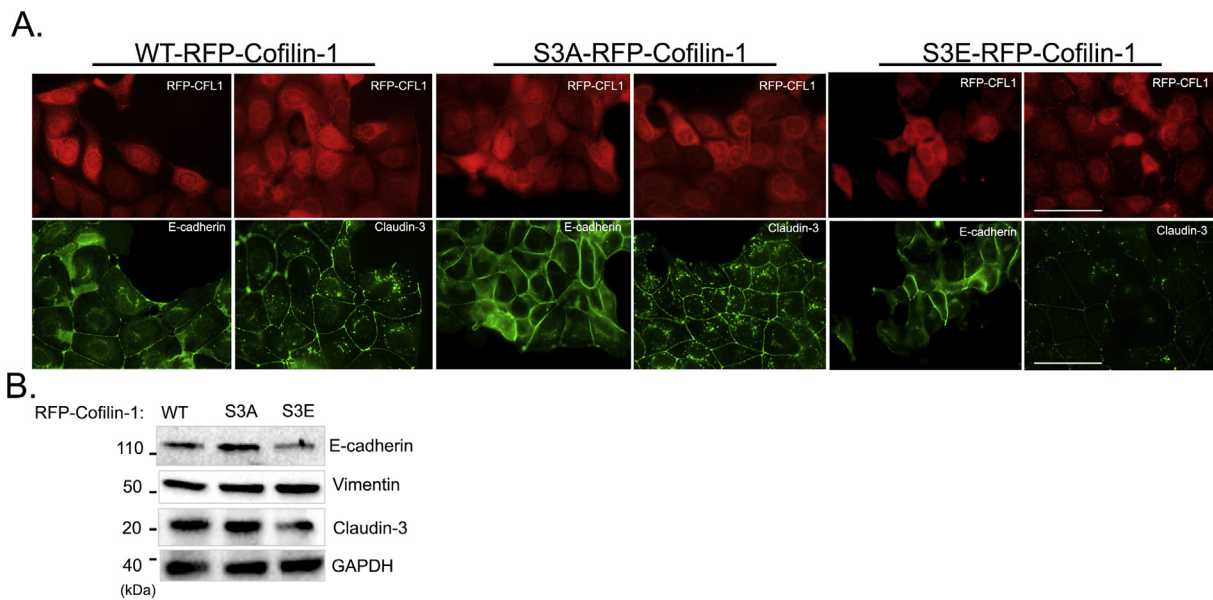 A.
WT-RFP-Cofilin-1 S3A-RFP-Cofilin-1 S3E-RFP-Cofilin-1
RFP-CFL1 RFP-CFL1 RFP-CFL1 RFP-CFL1 RFP-CFL1 RFP-CFL1
E-cadherin Claudin-3 E-cadherin Claudin-3 E-cadherin Claudin-3
B.
RFP-Cofilin-1: WT S3A S3E
110 E-cadherin
50 Vimentin
20 Claudin-3
40 GAPDH
(kDa)